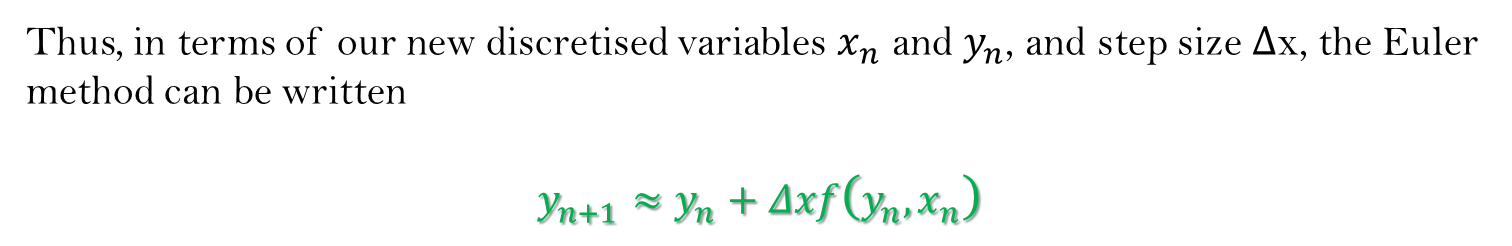 Thus, in terms of our new discretised variables xₙ and yₙ, and step size Δx, the Euler
method can be written
yₙ₊₁ ≈ yₙ + Δxf(yₙ, xₙ)